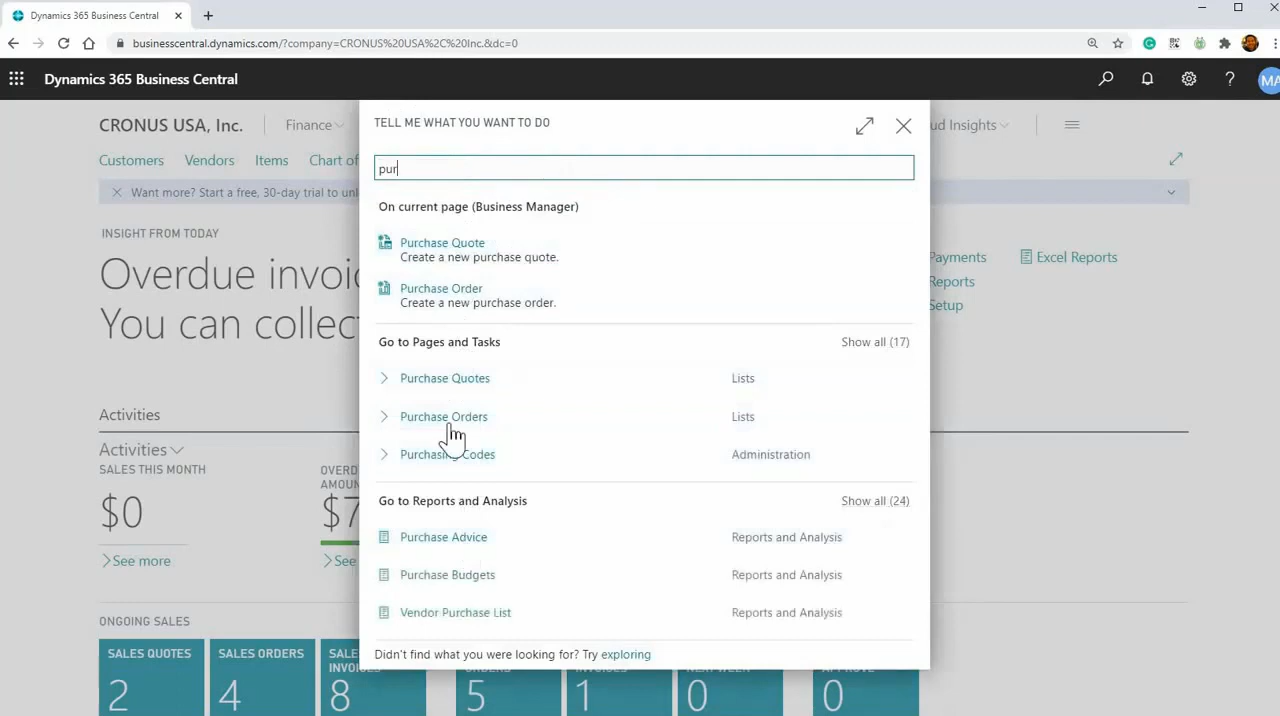 Dynamics 365 Business Central
businesscentral.dynamics.com/?company=CRONUS%20USA%2C%20Inc.&dc=0
Dynamics 365 Business Central
?
MA
CRONUS USA, Inc.
Finance
ud Insights
Customers Vendors Items Chart of
Want more? Start a free, 30-day trial to unl
INSIGHT FROM TODAY
Overdue invoi
You can collec
Payments
Reports
Setup
Excel Reports
TELL ME WHAT YOU WANT TO DO
pur
On current page (Business Manager)
Purchase Quote
Create a new purchase quote.
Purchase Order
Create a new purchase order.
Go to Pages and Tasks Show all (17)
Purchase Quotes Lists
Purchase Orders Lists
Purchasing Codes Administration
Go to Reports and Analysis Show all (24)
Purchase Advice Reports and Analysis
Purchase Budgets Reports and Analysis
Vendor Purchase List Reports and Analysis
Didn't find what you were looking for? Try exploring
Activities
Activities
SALES THIS MONTH
$0
See more
OVERD
AMOUN
$7
See
ONGOING SALES
SALES QUOTES
2
SALES ORDERS
4
SALE
INVOICES
8
5
1
0
0